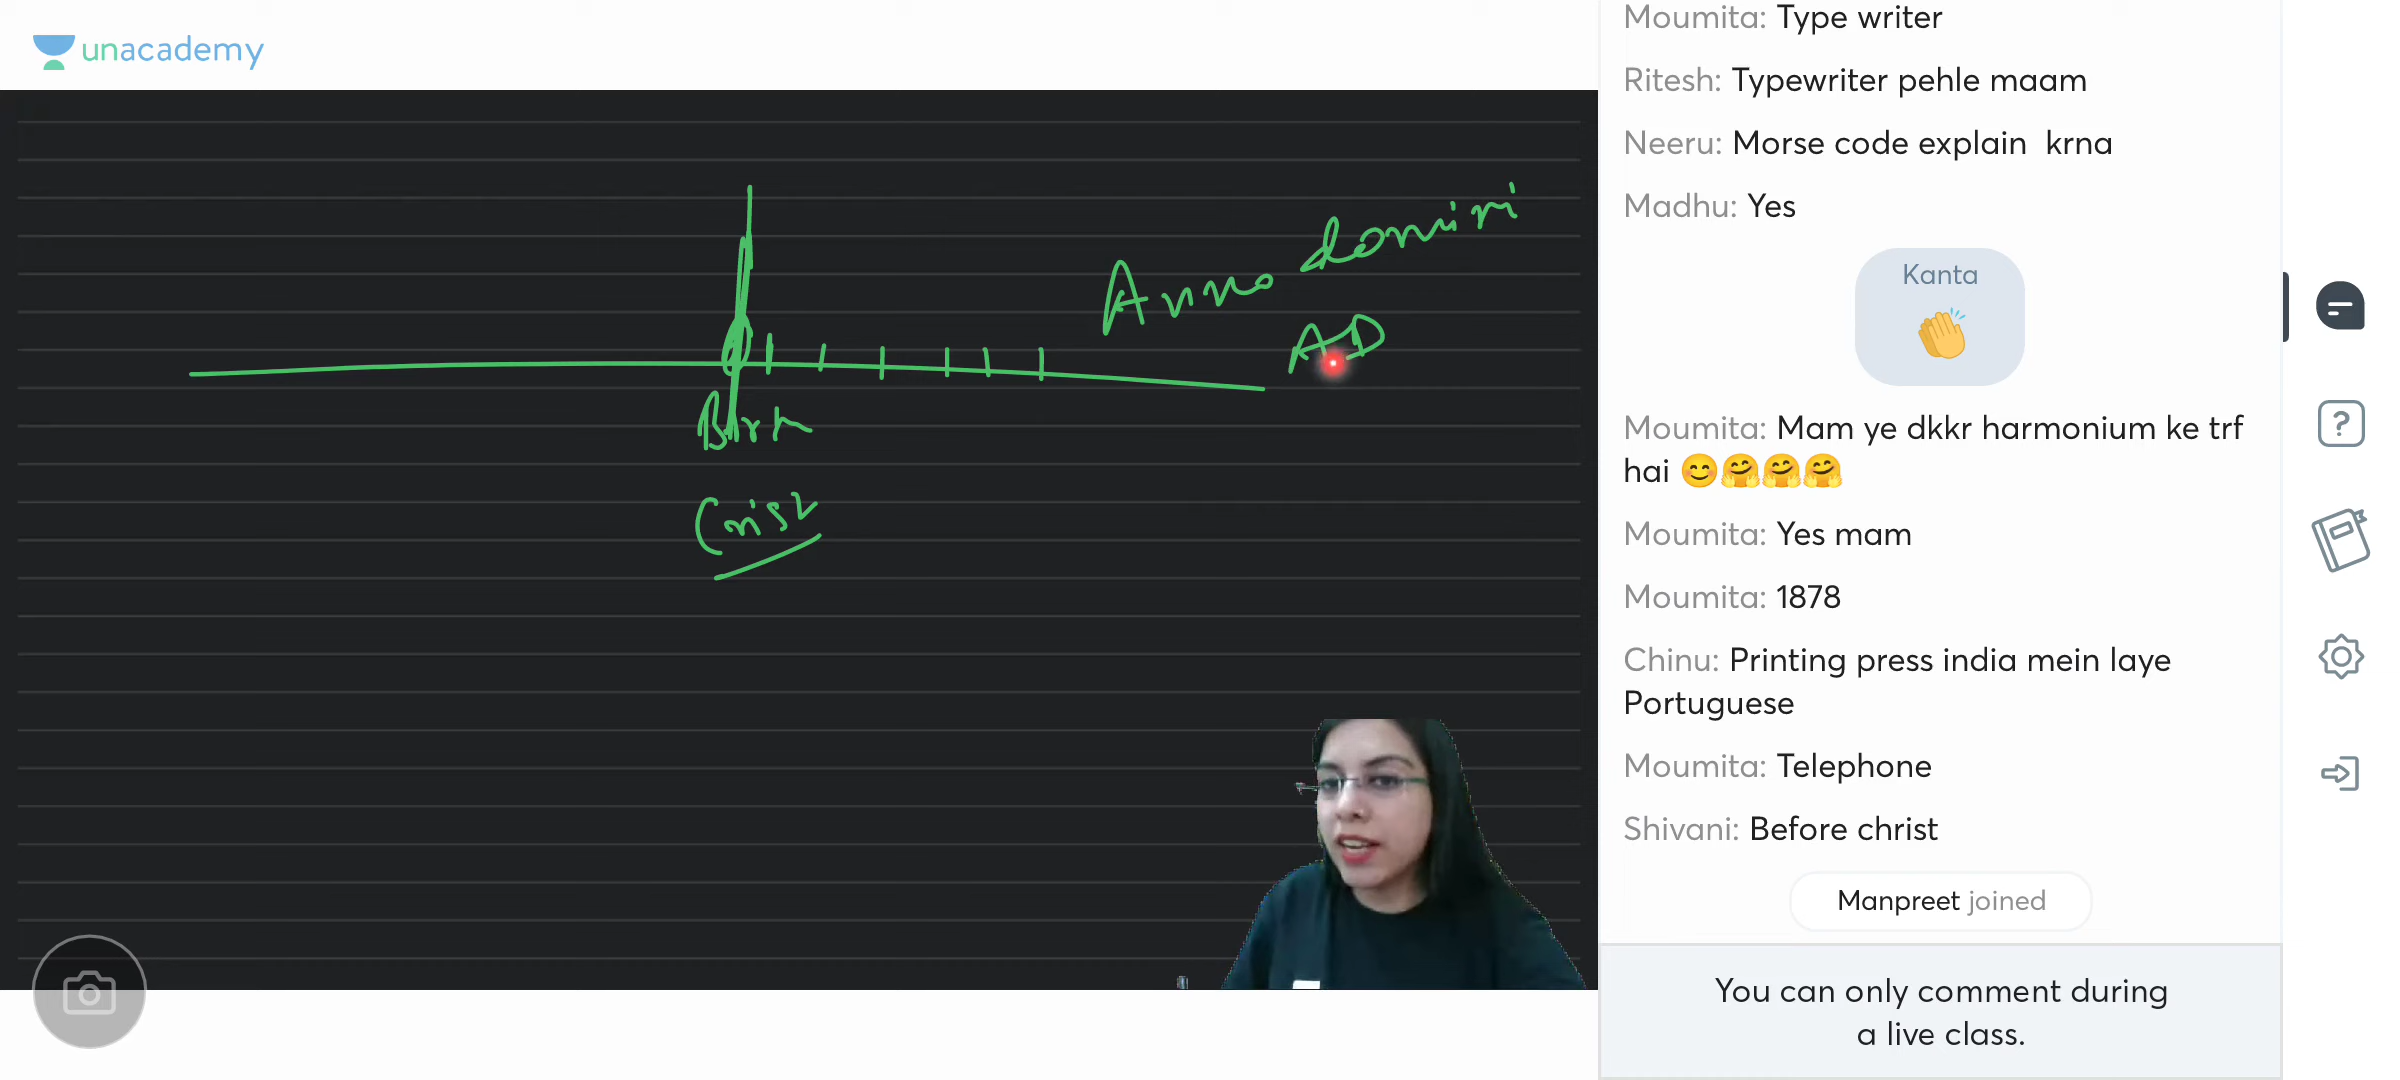 unacademy
Anno domini
AD
Birth
Crist
Moumita: Type writer
Ritesh: Typewriter pehle maam
Neeru: Morse code explain krna
Madhu: Yes
Kanta
👏
Moumita: Mam ye dkkr harmonium ke trf
hai 😊🤗🤗🤗
Moumita: Yes mam
Moumita: 1878
Chinu: Printing press india mein laye
Portuguese
Moumita: Telephone
Shivani: Before christ
Manpreet joined
You can only comment during
a live class.